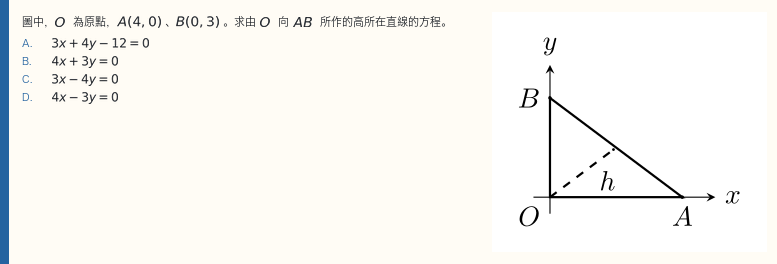 圖中，O 為原點，A(4, 0)、B(0, 3)。求由 O 向 AB 所作的高所在直線的方程。
A. 3x + 4y − 12 = 0
B. 4x + 3y = 0
C. 3x − 4y = 0
D. 4x − 3y = 0
y
B
h
x
O
A